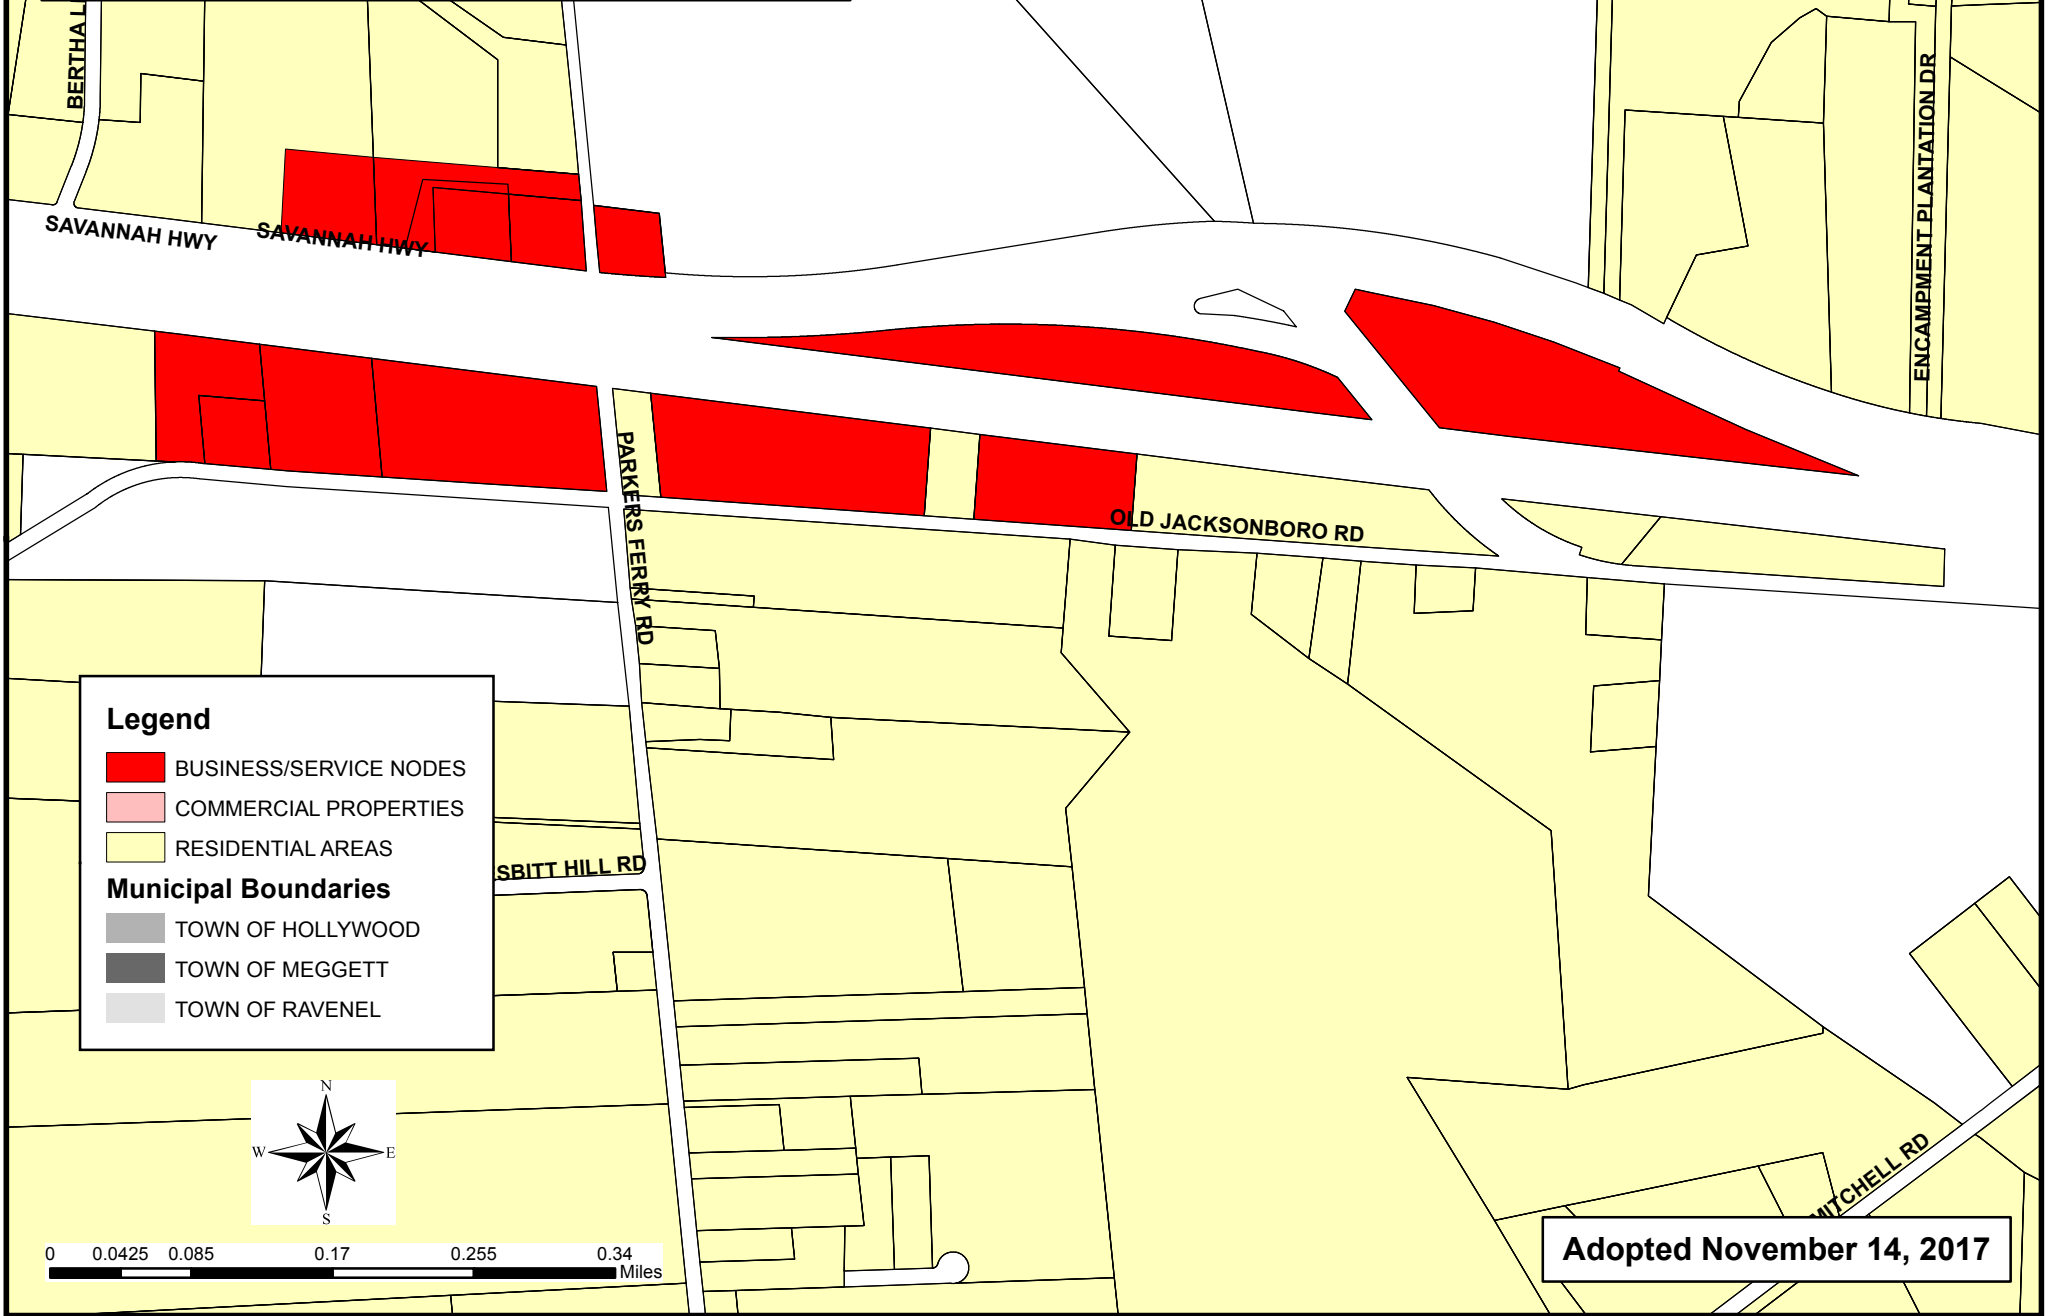 BERTHA L
SAVANNAH HWY
SAVANNAH HWY
ENCAMPMENT PLANTATION DR
PARKERS FERRY RD
OLD JACKSONBORO RD
Legend
BUSINESS/SERVICE NODES
COMMERCIAL PROPERTIES
RESIDENTIAL AREAS
Municipal Boundaries
TOWN OF HOLLYWOOD
TOWN OF MEGGETT
TOWN OF RAVENEL
SBITT HILL RD
N
W E
S
MITCHELL RD
0 0.0425 0.085 0.17 0.255 0.34
Miles
Adopted November 14, 2017